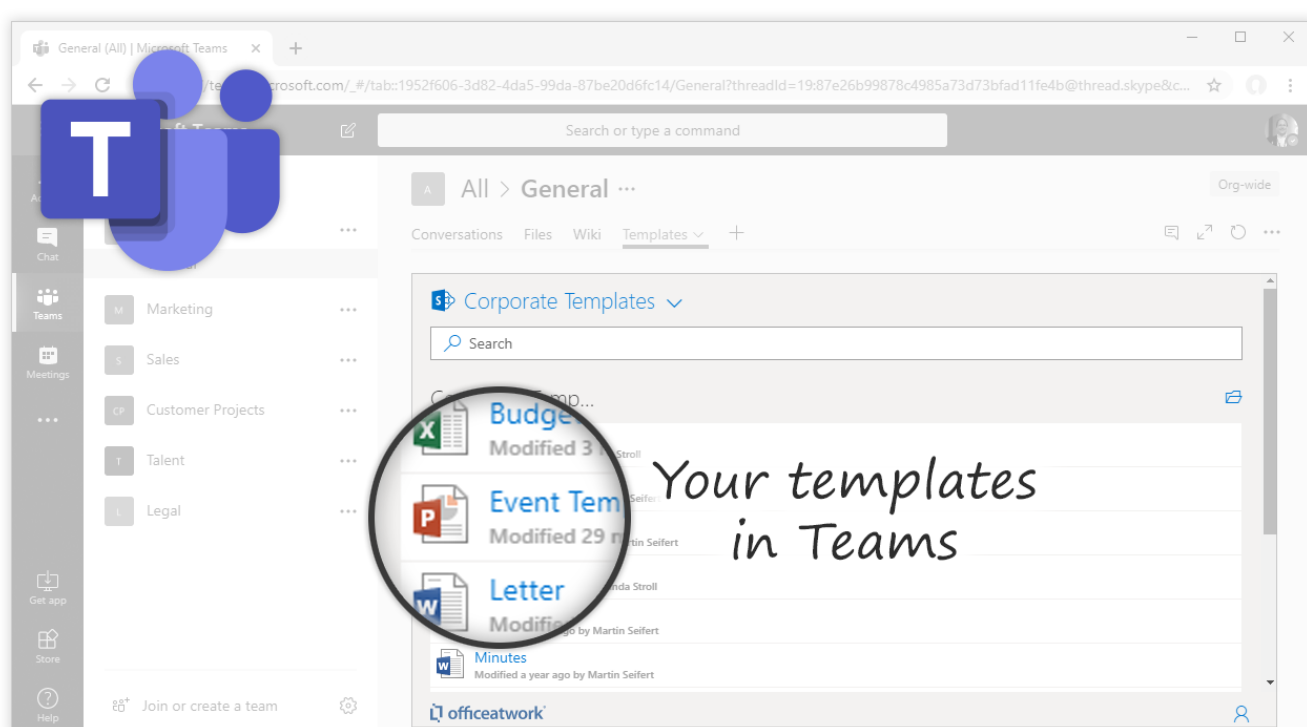 General (All) | Microsoft Teams
microsoft.com/_#/tab::1952f606-3d82-4da5-99da-87be20d6fc14/General?threadId=19:87e26b99878c4985a73d73bfad11fe4b@thread.skype&c...
Search or type a command
T
A All > General ...
Org-wide
Conversations Files Wiki Templates
Chat
Teams
Meetings
M Marketing
S Sales
CP Customer Projects
T Talent
L Legal
Get app
Store
Help
Join or create a team
Corporate Templates
Search
Budge
Modified 3
Stroll
Event Tem
Modified 29
Martin Seifert
Letter
Modifie
nda Stroll
go by Martin Seifert
Your templates
in Teams
Minutes
Modified a year ago by Martin Seifert
officeatwork